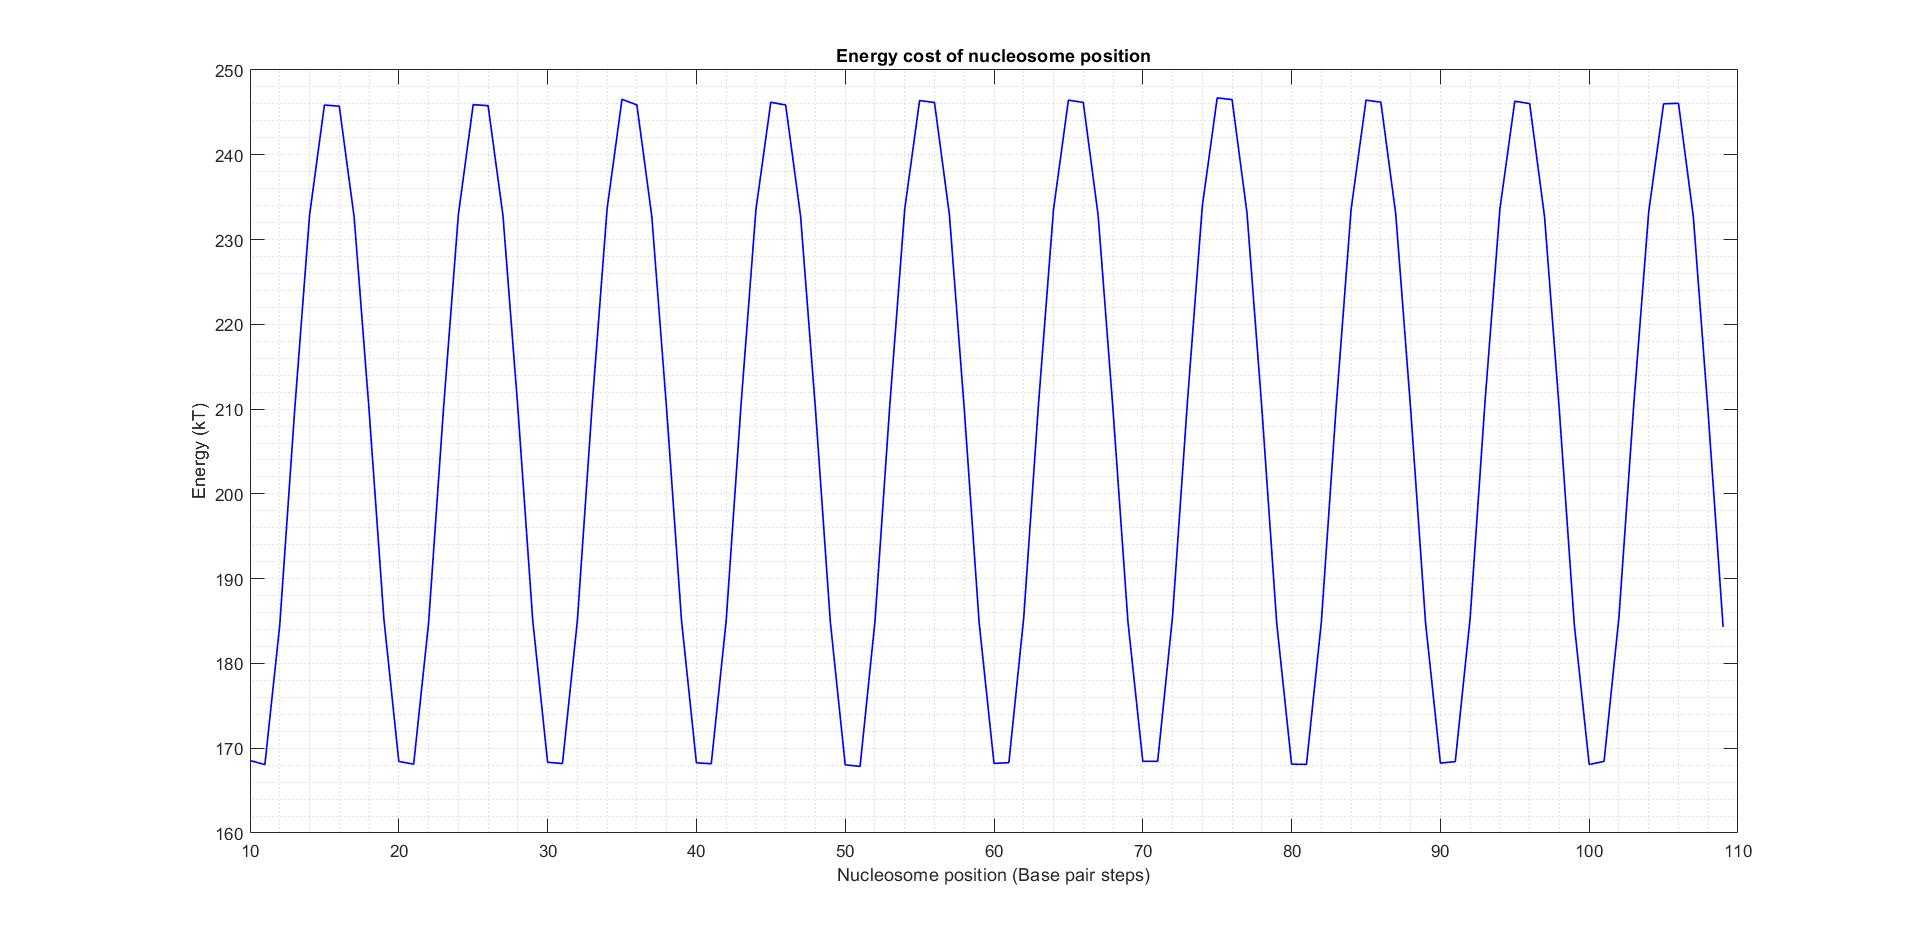 Energy cost of nucleosome position
250
240
230
220
210
200
190
180
170
160
Energy (kT)
10 20 30 40 50 60 70 80 90 100 110
Nucleosome position (Base pair steps)